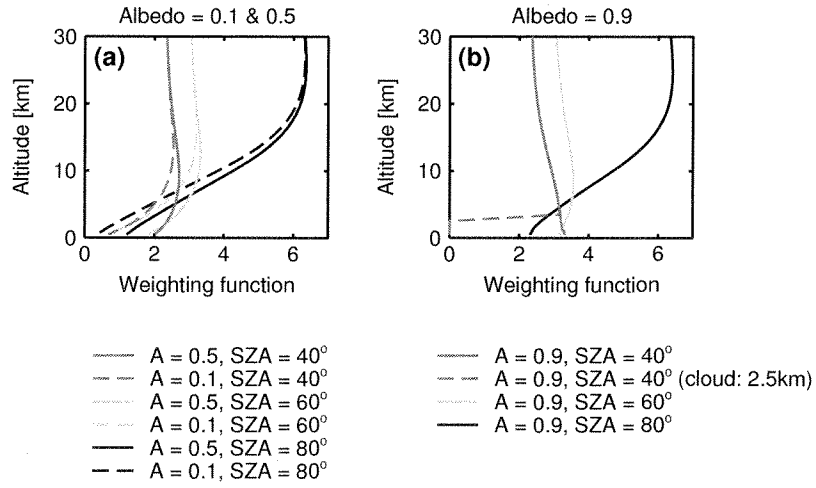 Albedo = 0.1 & 0.5
(a)
Altitude [km]
30
20
10
0
0 2 4 6
Weighting function
A = 0.5, SZA = 40°
A = 0.1, SZA = 40°
A = 0.5, SZA = 60°
A = 0.1, SZA = 60°
A = 0.5, SZA = 80°
A = 0.1, SZA = 80°
Albedo = 0.9
(b)
Altitude [km]
30
20
10
0
0 2 4 6
Weighting function
A = 0.9, SZA = 40°
A = 0.9, SZA = 40° (cloud: 2.5km)
A = 0.9, SZA = 60°
A = 0.9, SZA = 80°